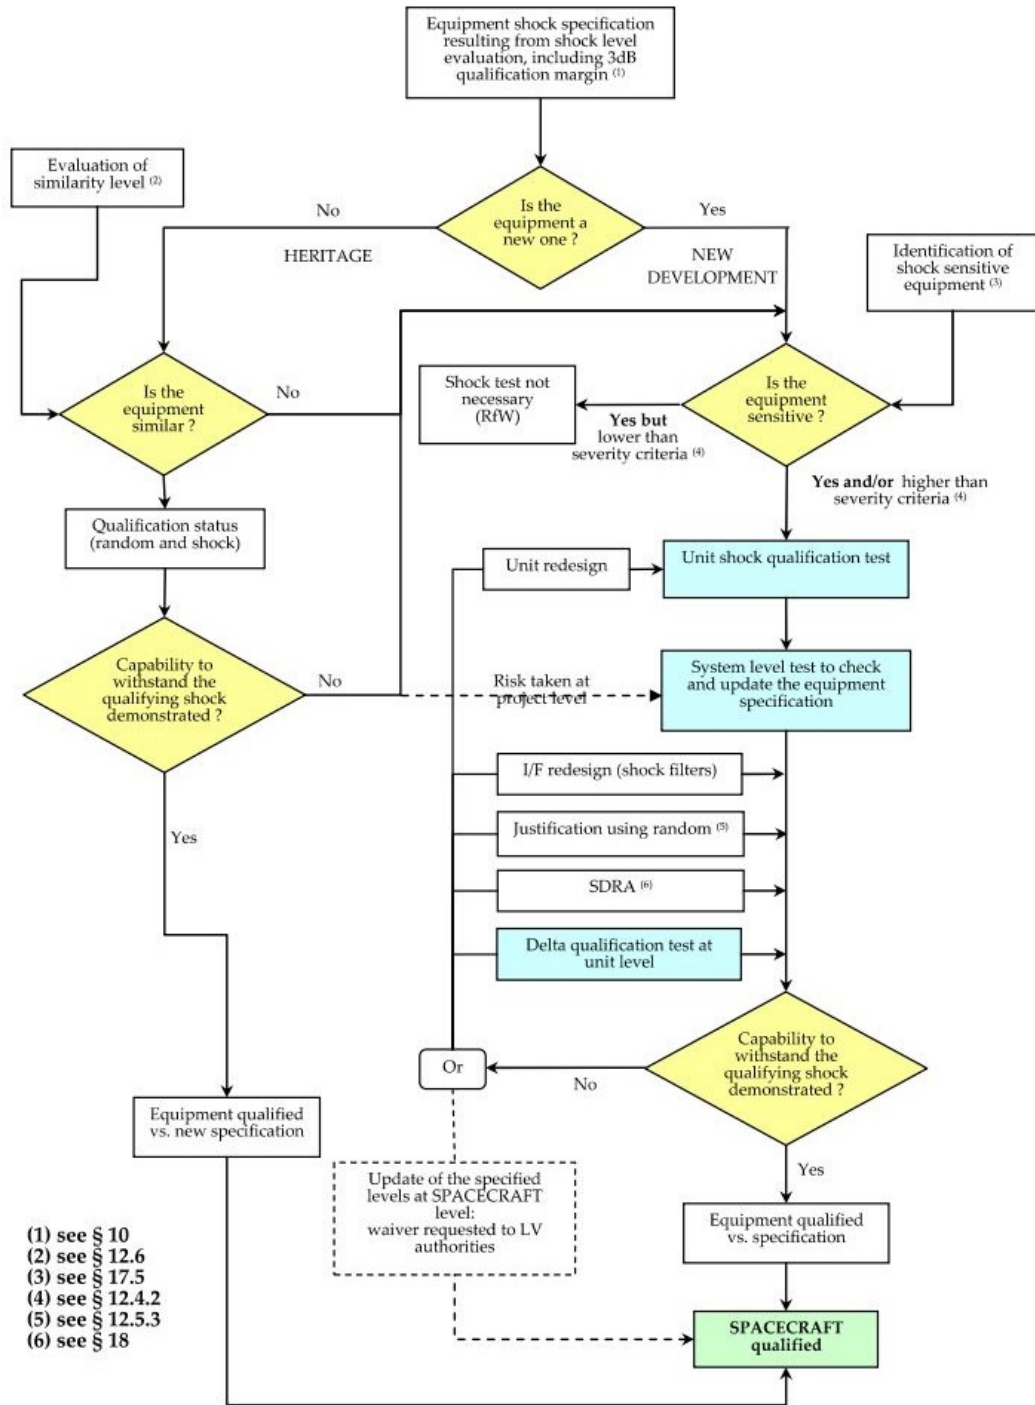 Equipment shock specification
resulting from shock level
evaluation, including 3dB
qualification margin (1)
Evaluation of
similarity level (2)
Is the
equipment a
new one ?
No
Yes
HERITAGE
NEW
DEVELOPMENT
Identification of
shock sensitive
equipment (3)
Is the
equipment
similar ?
No
Shock test not
necessary
(RfW)
Is the
equipment
sensitive ?
Yes but
lower than
severity criteria (4)
Yes and/or higher than
severity criteria (4)
Qualification status
(random and shock)
Unit redesign
Unit shock qualification test
Capability to
withstand the
qualifying shock
demonstrated ?
No
Risk taken at
project level
System level test to check
and update the equipment
specification
I/F redesign (shock filters)
Yes
Justification using random (5)
SDRA (6)
Delta qualification test at
unit level
Capability to
withstand the
qualifying shock
demonstrated ?
Or
No
Equipment qualified
vs. new specification
Yes
Update of the specified
levels at SPACECRAFT
level:
waiver requested to LV
authorities
Equipment qualified
vs. specification
(1) see § 10
(2) see § 12.6
(3) see § 17.5
(4) see § 12.4.2
(5) see § 12.5.3
(6) see § 18
SPACECRAFT
qualified